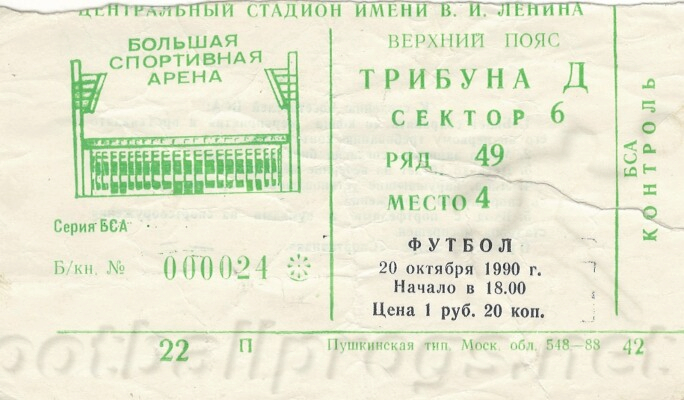 ЦЕНТРАЛЬНЫЙ СТАДИОН ИМЕНИ В. И. ЛЕНИНА
БОЛЬШАЯ
СПОРТИВНАЯ
АРЕНА
Серия БСА
Б/кн. № 000024
ВЕРХНИЙ ПОЯС
ТРИБУНА Д
СЕКТОР 6
РЯД 49
МЕСТО 4
ФУТБОЛ
20 октября 1990 г.
Начало в 18.00
Цена 1 руб. 20 коп.
БСА
КОНТРОЛЬ
22 П Пушкинская тип. Моск. обл. 548—88 42